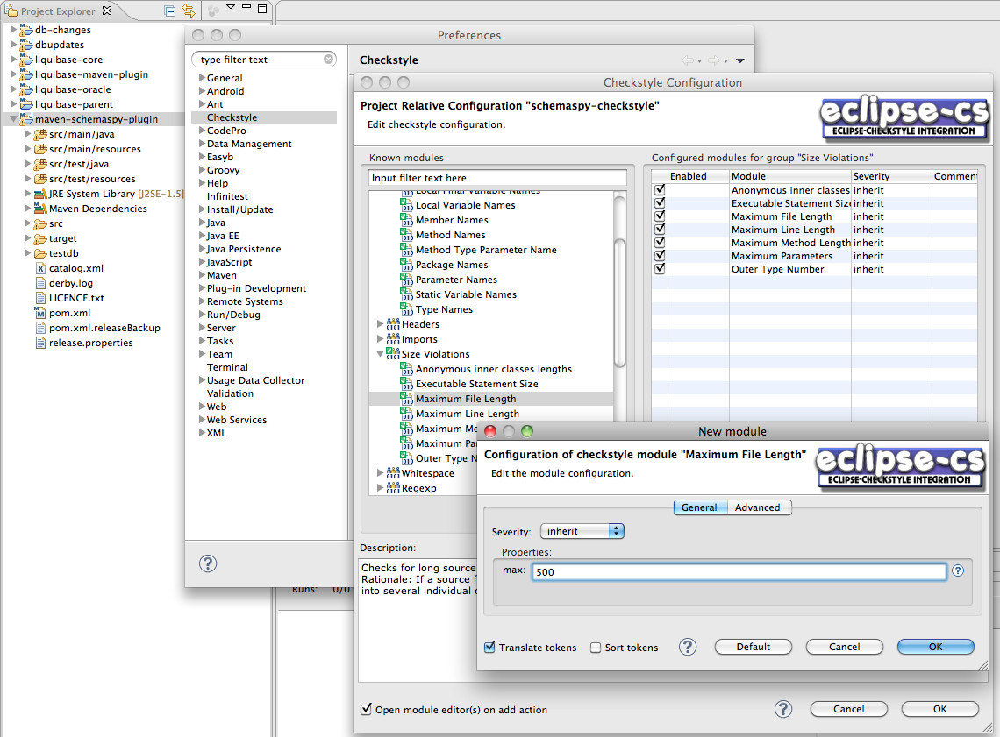 Project Explorer
db-changes
dbupdates
liquibase-core
liquibase-maven-plugin
liquibase-oracle
liquibase-parent
maven-schemaspy-plugin
src/main/java
src/main/resources
src/test/java
src/test/resources
JRE System Library [J2SE-1.5]
Maven Dependencies
src
target
testdb
catalog.xml
derby.log
LICENCE.txt
pom.xml
pom.xml.releaseBackup
release.properties
Preferences
type filter text
General
Android
Ant
Checkstyle
CodePro
Data Management
Easyb
Groovy
Help
Infinitest
Install/Update
Java
Java EE
Java Persistence
JavaScript
Maven
Plug-in Development
Remote Systems
Run/Debug
Server
Tasks
Team
Terminal
Usage Data Collector
Validation
Web
Web Services
XML
Checkstyle
Runs: 0/0
Checkstyle Configuration
Project Relative Configuration "schemaspy-checkstyle"
Edit checkstyle configuration.
eclipse-cs
ECLIPSE-CHECKSTYLE INTEGRATION
Known modules
Input filter text here
Local Final Variable Names
Local Variable Names
Member Names
Method Names
Method Type Parameter Name
Package Names
Parameter Names
Static Variable Names
Type Names
Headers
Imports
Size Violations
Anonymous inner classes lengths
Executable Statement Size
Maximum File Length
Maximum Line Length
Maximum Me
Maximum Pa
Outer Type N
Whitespace
Regexp
Configured modules for group "Size Violations"
Enabled Module Severity Comment
Anonymous inner classes inherit
Executable Statement Size inherit
Maximum File Length inherit
Maximum Line Length inherit
Maximum Method Length inherit
Maximum Parameters inherit
Outer Type Number inherit
Description:
Checks for long source
Rationale: If a source f
into several individual
Open module editor(s) on add action
? Cancel OK
New module
Configuration of checkstyle module "Maximum File Length"
Edit the module configuration.
eclipse-cs
ECLIPSE-CHECKSTYLE INTEGRATION
General Advanced
Severity: inherit
Properties:
max: 500 ?
Translate tokens Sort tokens ? Default Cancel OK
?